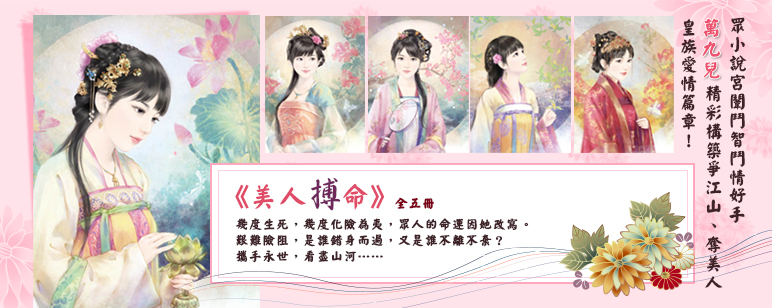 眾小說宮闈鬥智鬥情好手
萬九兒 精彩構築爭江山、奪美人
皇族愛情篇章！
《美人搏命》 全五冊
幾度生死，幾度化險為夷，眾人的命運因她改寫。
艱難險阻，是誰錯身而過，又是誰不離不棄？
攜手永世，看盡山河……